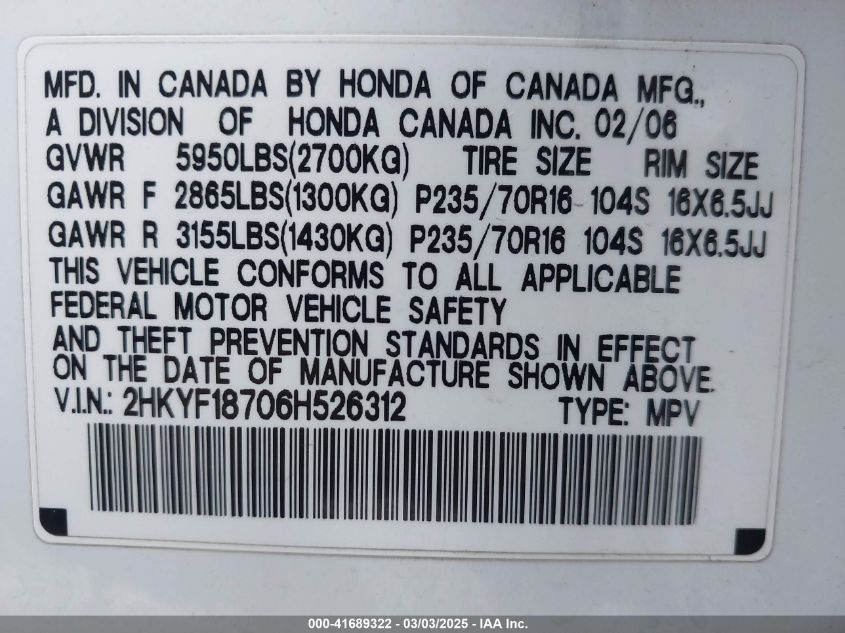 MFD. IN CANADA BY HONDA OF CANADA MFG.,
A DIVISION OF HONDA CANADA INC. 02/06
GVWR 5950LBS(2700KG) TIRE SIZE RIM SIZE
GAWR F 2865LBS(1300KG) P235/70R16 104S 16X6.5JJ
GAWR R 3155LBS(1430KG) P235/70R16 104S 16X6.5JJ
THIS VEHICLE CONFORMS TO ALL APPLICABLE
FEDERAL MOTOR VEHICLE SAFETY
AND THEFT PREVENTION STANDARDS IN EFFECT
ON THE DATE OF MANUFACTURE SHOWN ABOVE.
V.I.N.: 2HKYF18706H526312 TYPE: MPV
000-41689322 — 03/03/2025 — IAAI.com